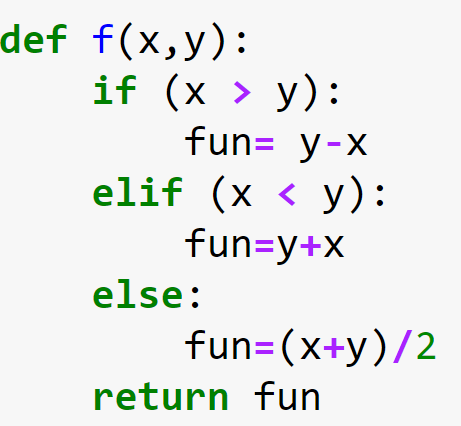 def f(x,y):
    if (x > y):
        fun= y-x
    elif (x < y):
        fun=y+x
    else:
        fun=(x+y)/2
    return fun